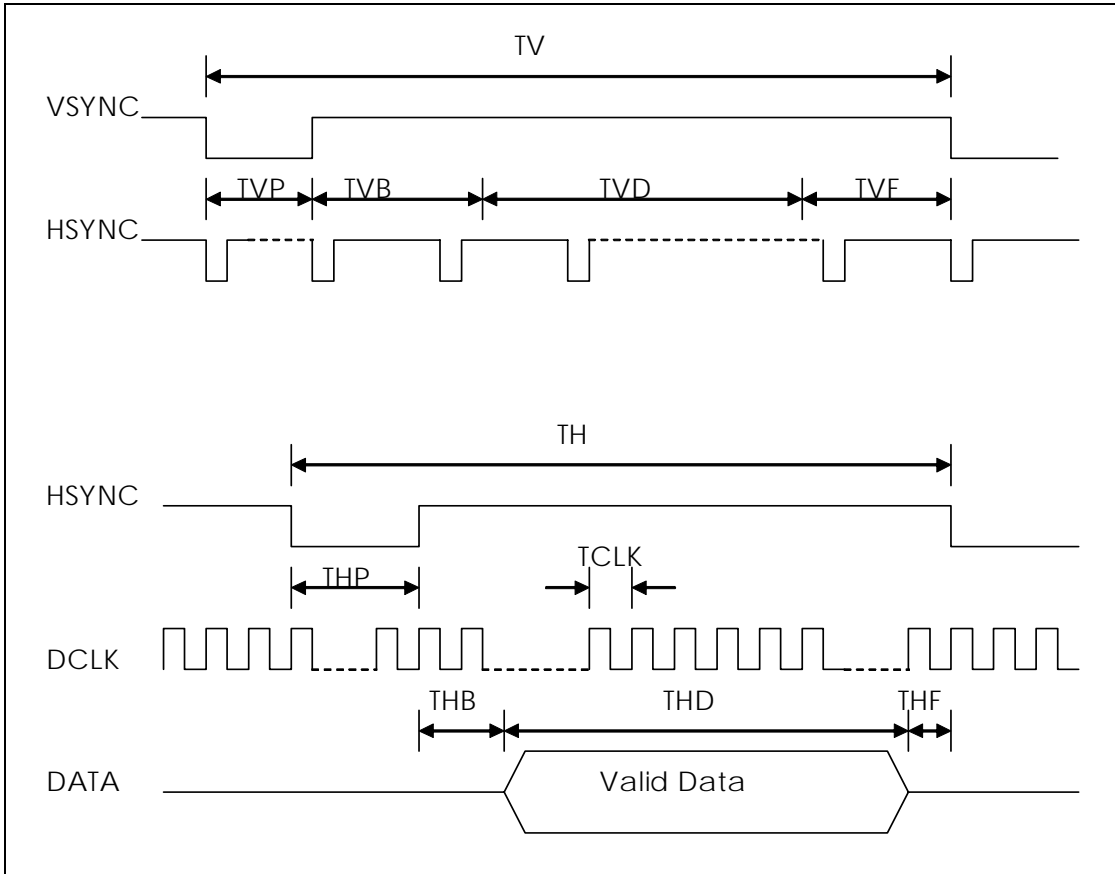 TV
VSYNC
TVP TVB TVD TVF
HSYNC
TH
HSYNC
TCLK
THP
DCLK
THB THD THF
DATA Valid Data